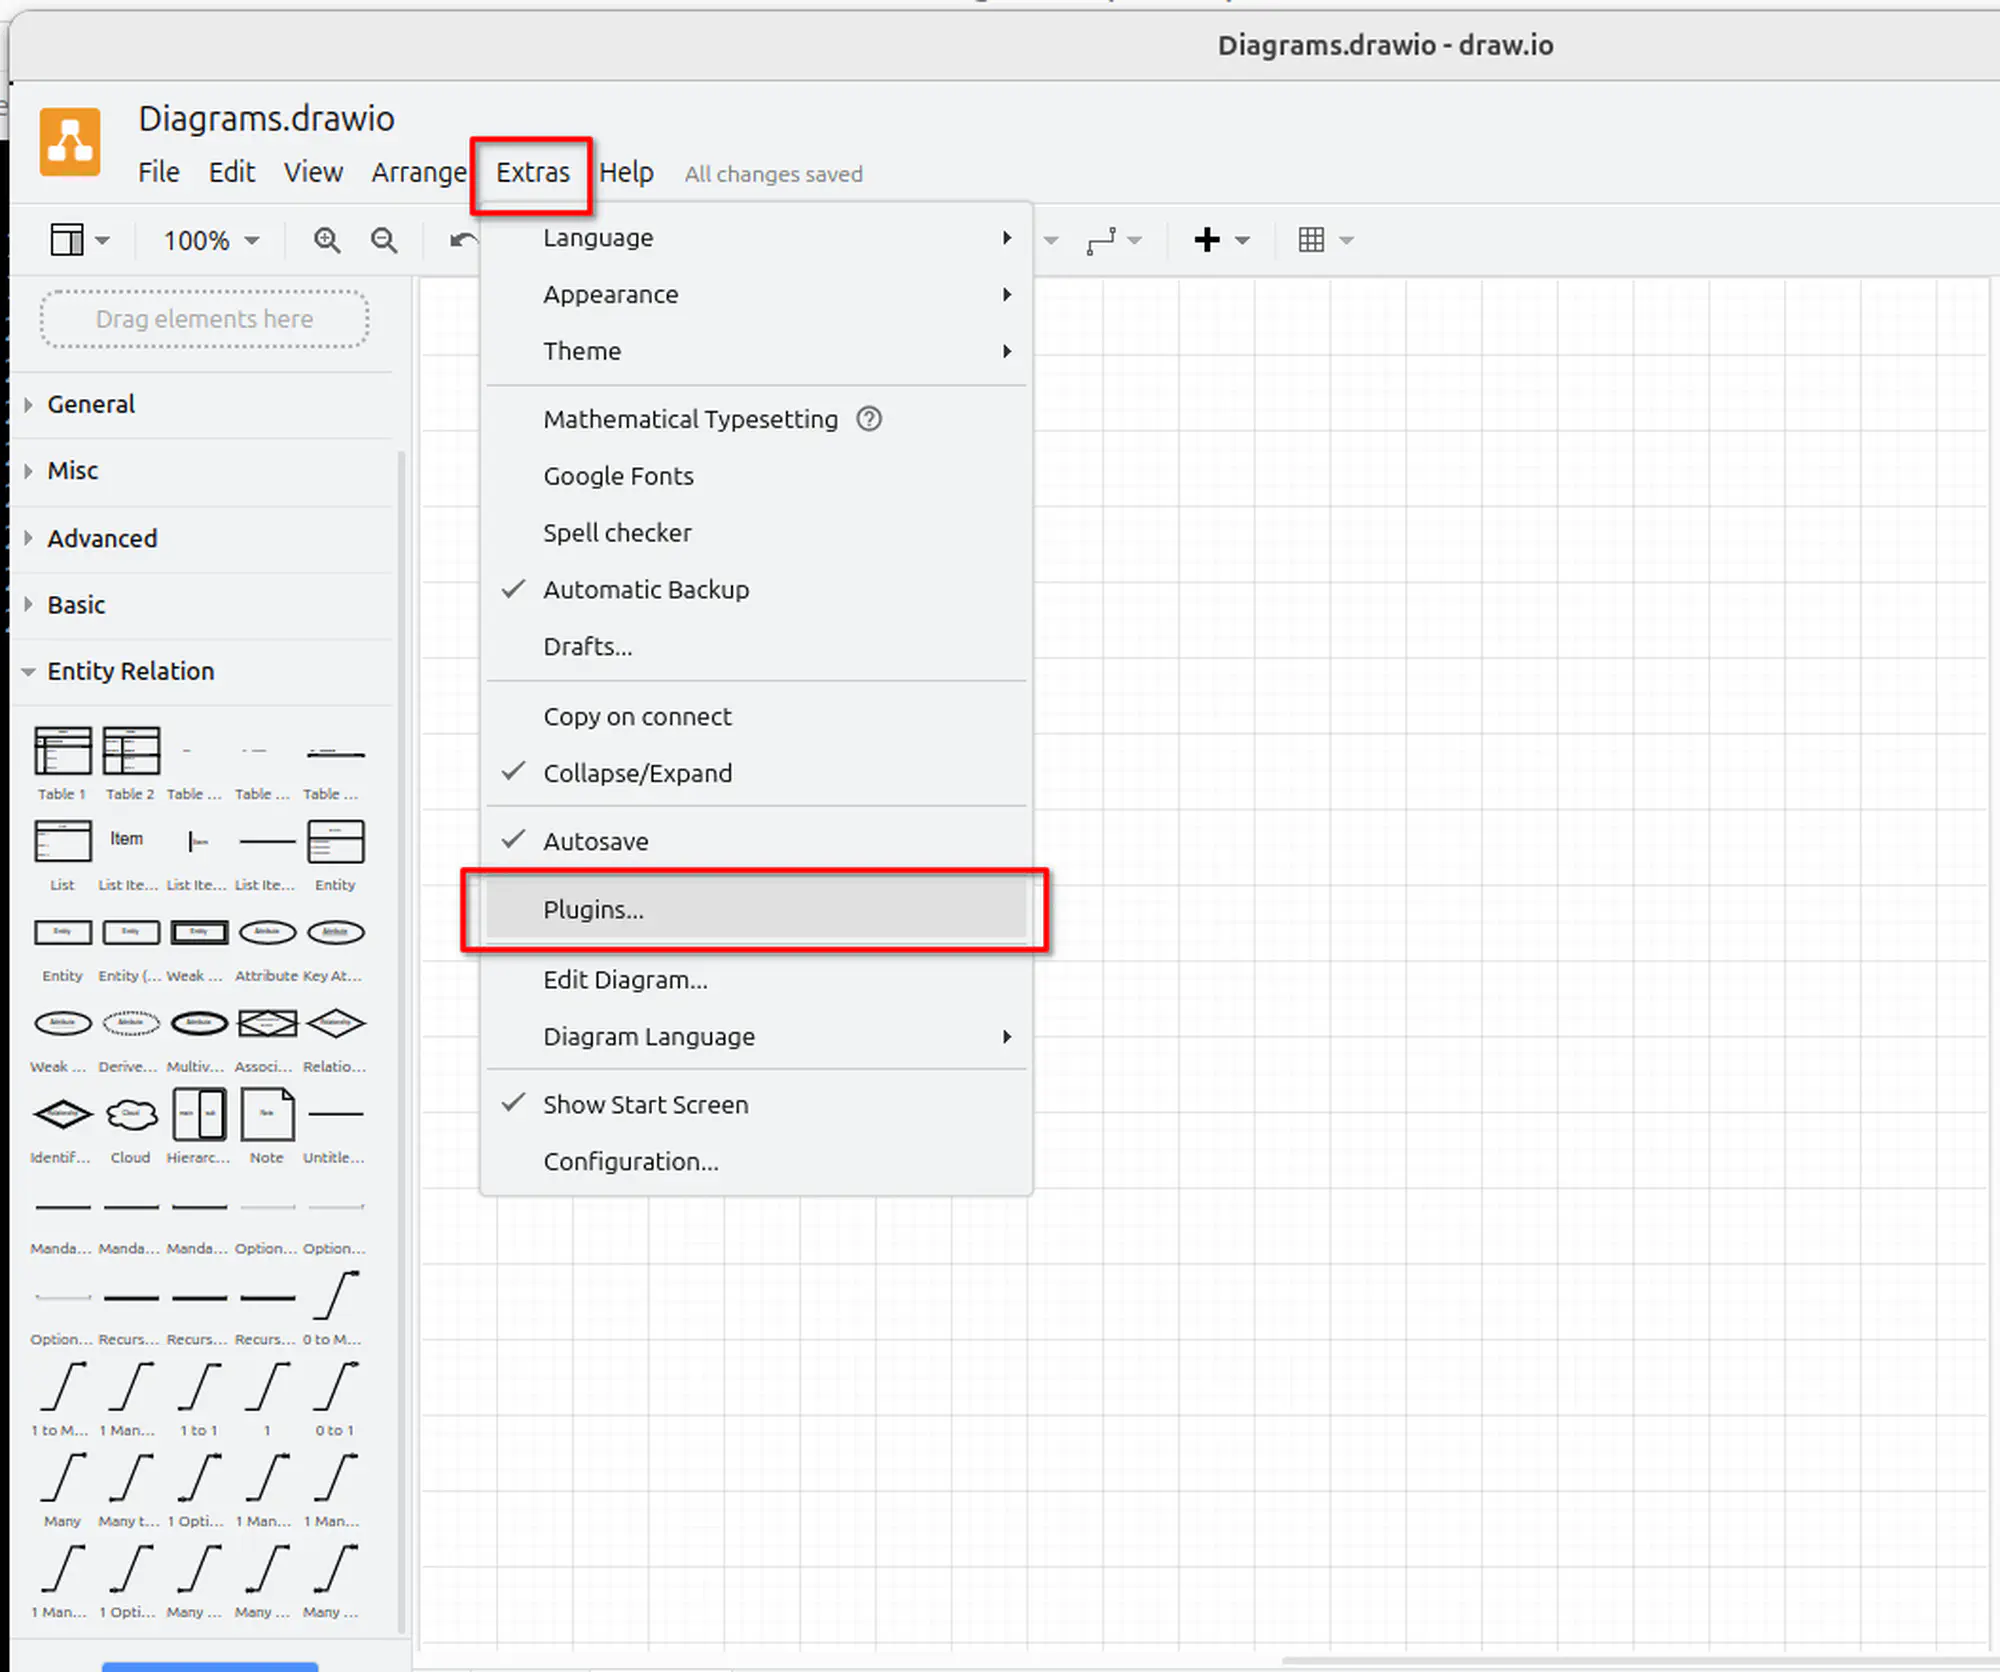 Diagrams.drawio - draw.io
Diagrams.drawio
File Edit View Arrange Extras Help All changes saved
100%
Drag elements here
General
Misc
Advanced
Basic
Entity Relation
Table 1 Table 2 Table ... Table ... Table ...
Item
List List Ite... List Ite... List Ite... Entity
Entity Entity (... Weak ... Attribute Key At...
Weak ... Derive... Multiv... Associ... Relatio...
Identif... Cloud Hierarc... Note Untitle...
Manda... Manda... Manda... Option... Option...
Option... Recurs... Recurs... Recurs... 0 to M...
1 to M... 1 Man... 1 to 1 1 0 to 1
Many Many t... 1 Opti... 1 Man... 1 Man...
1 Man... 1 Opti... Many ... Many ... Many ...
Language
Appearance
Theme
Mathematical Typesetting ?
Google Fonts
Spell checker
Automatic Backup
Drafts...
Copy on connect
Collapse/Expand
Autosave
Plugins...
Edit Diagram...
Diagram Language
Show Start Screen
Configuration...